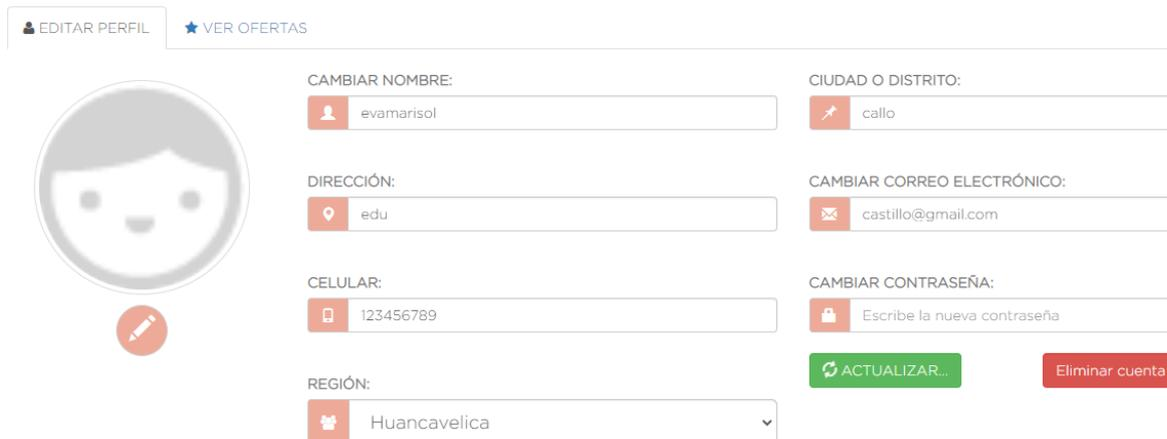 EDITAR PERFIL
VER OFERTAS
CAMBIAR NOMBRE:
evamarisol
DIRECCIÓN:
edu
CELULAR:
123456789
REGIÓN:
Huancavelica
CIUDAD O DISTRITO:
callo
CAMBIAR CORREO ELECTRÓNICO:
castillo@gmail.com
CAMBIAR CONTRASEÑA:
Escribe la nueva contraseña
ACTUALIZAR...
Eliminar cuenta